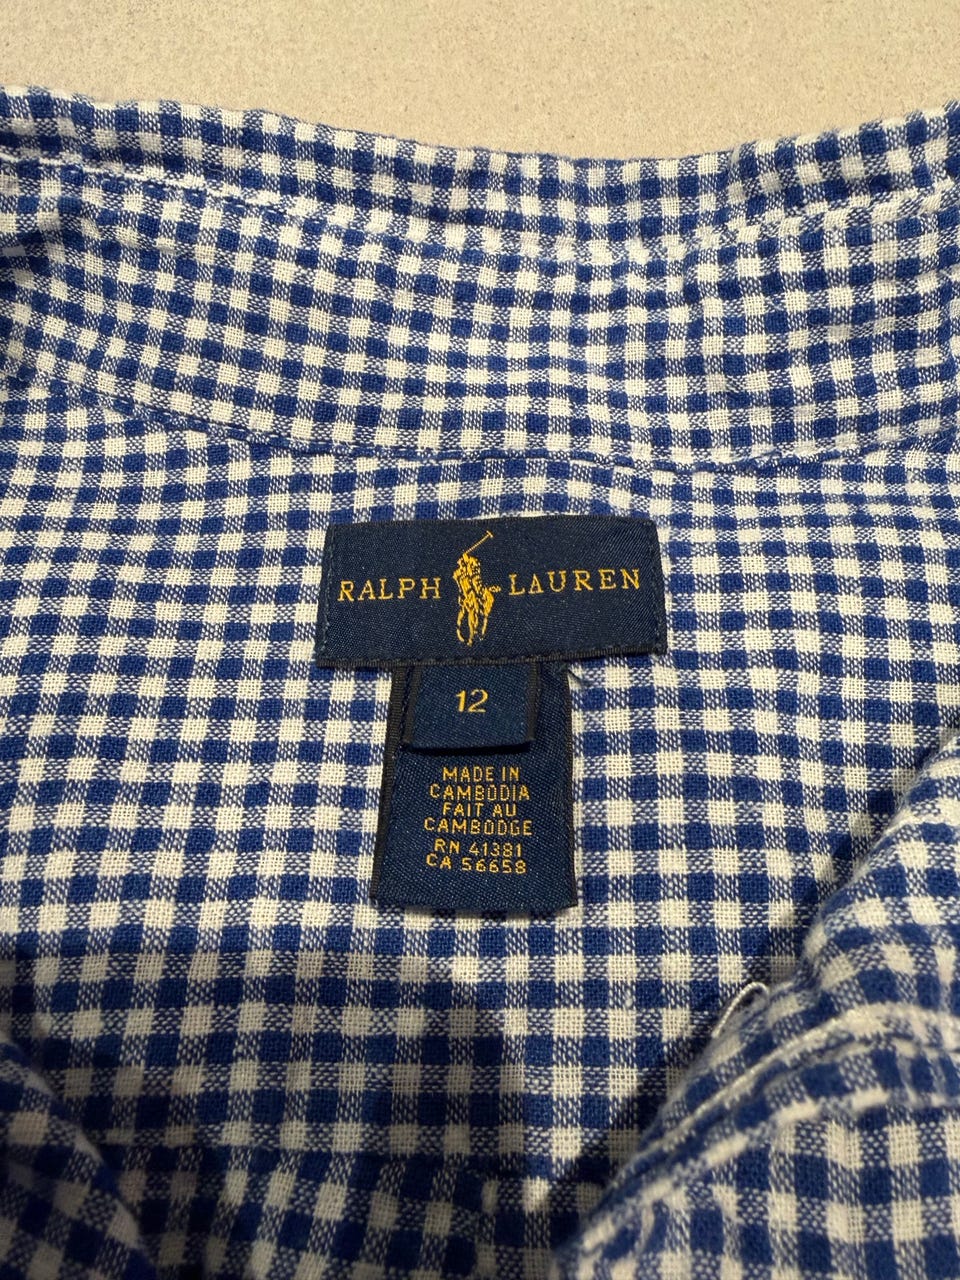 RALPH LAUREN
12
MADE IN
CAMBODIA
FAIT AU
CAMBODGE
RN 41381
CA 56658